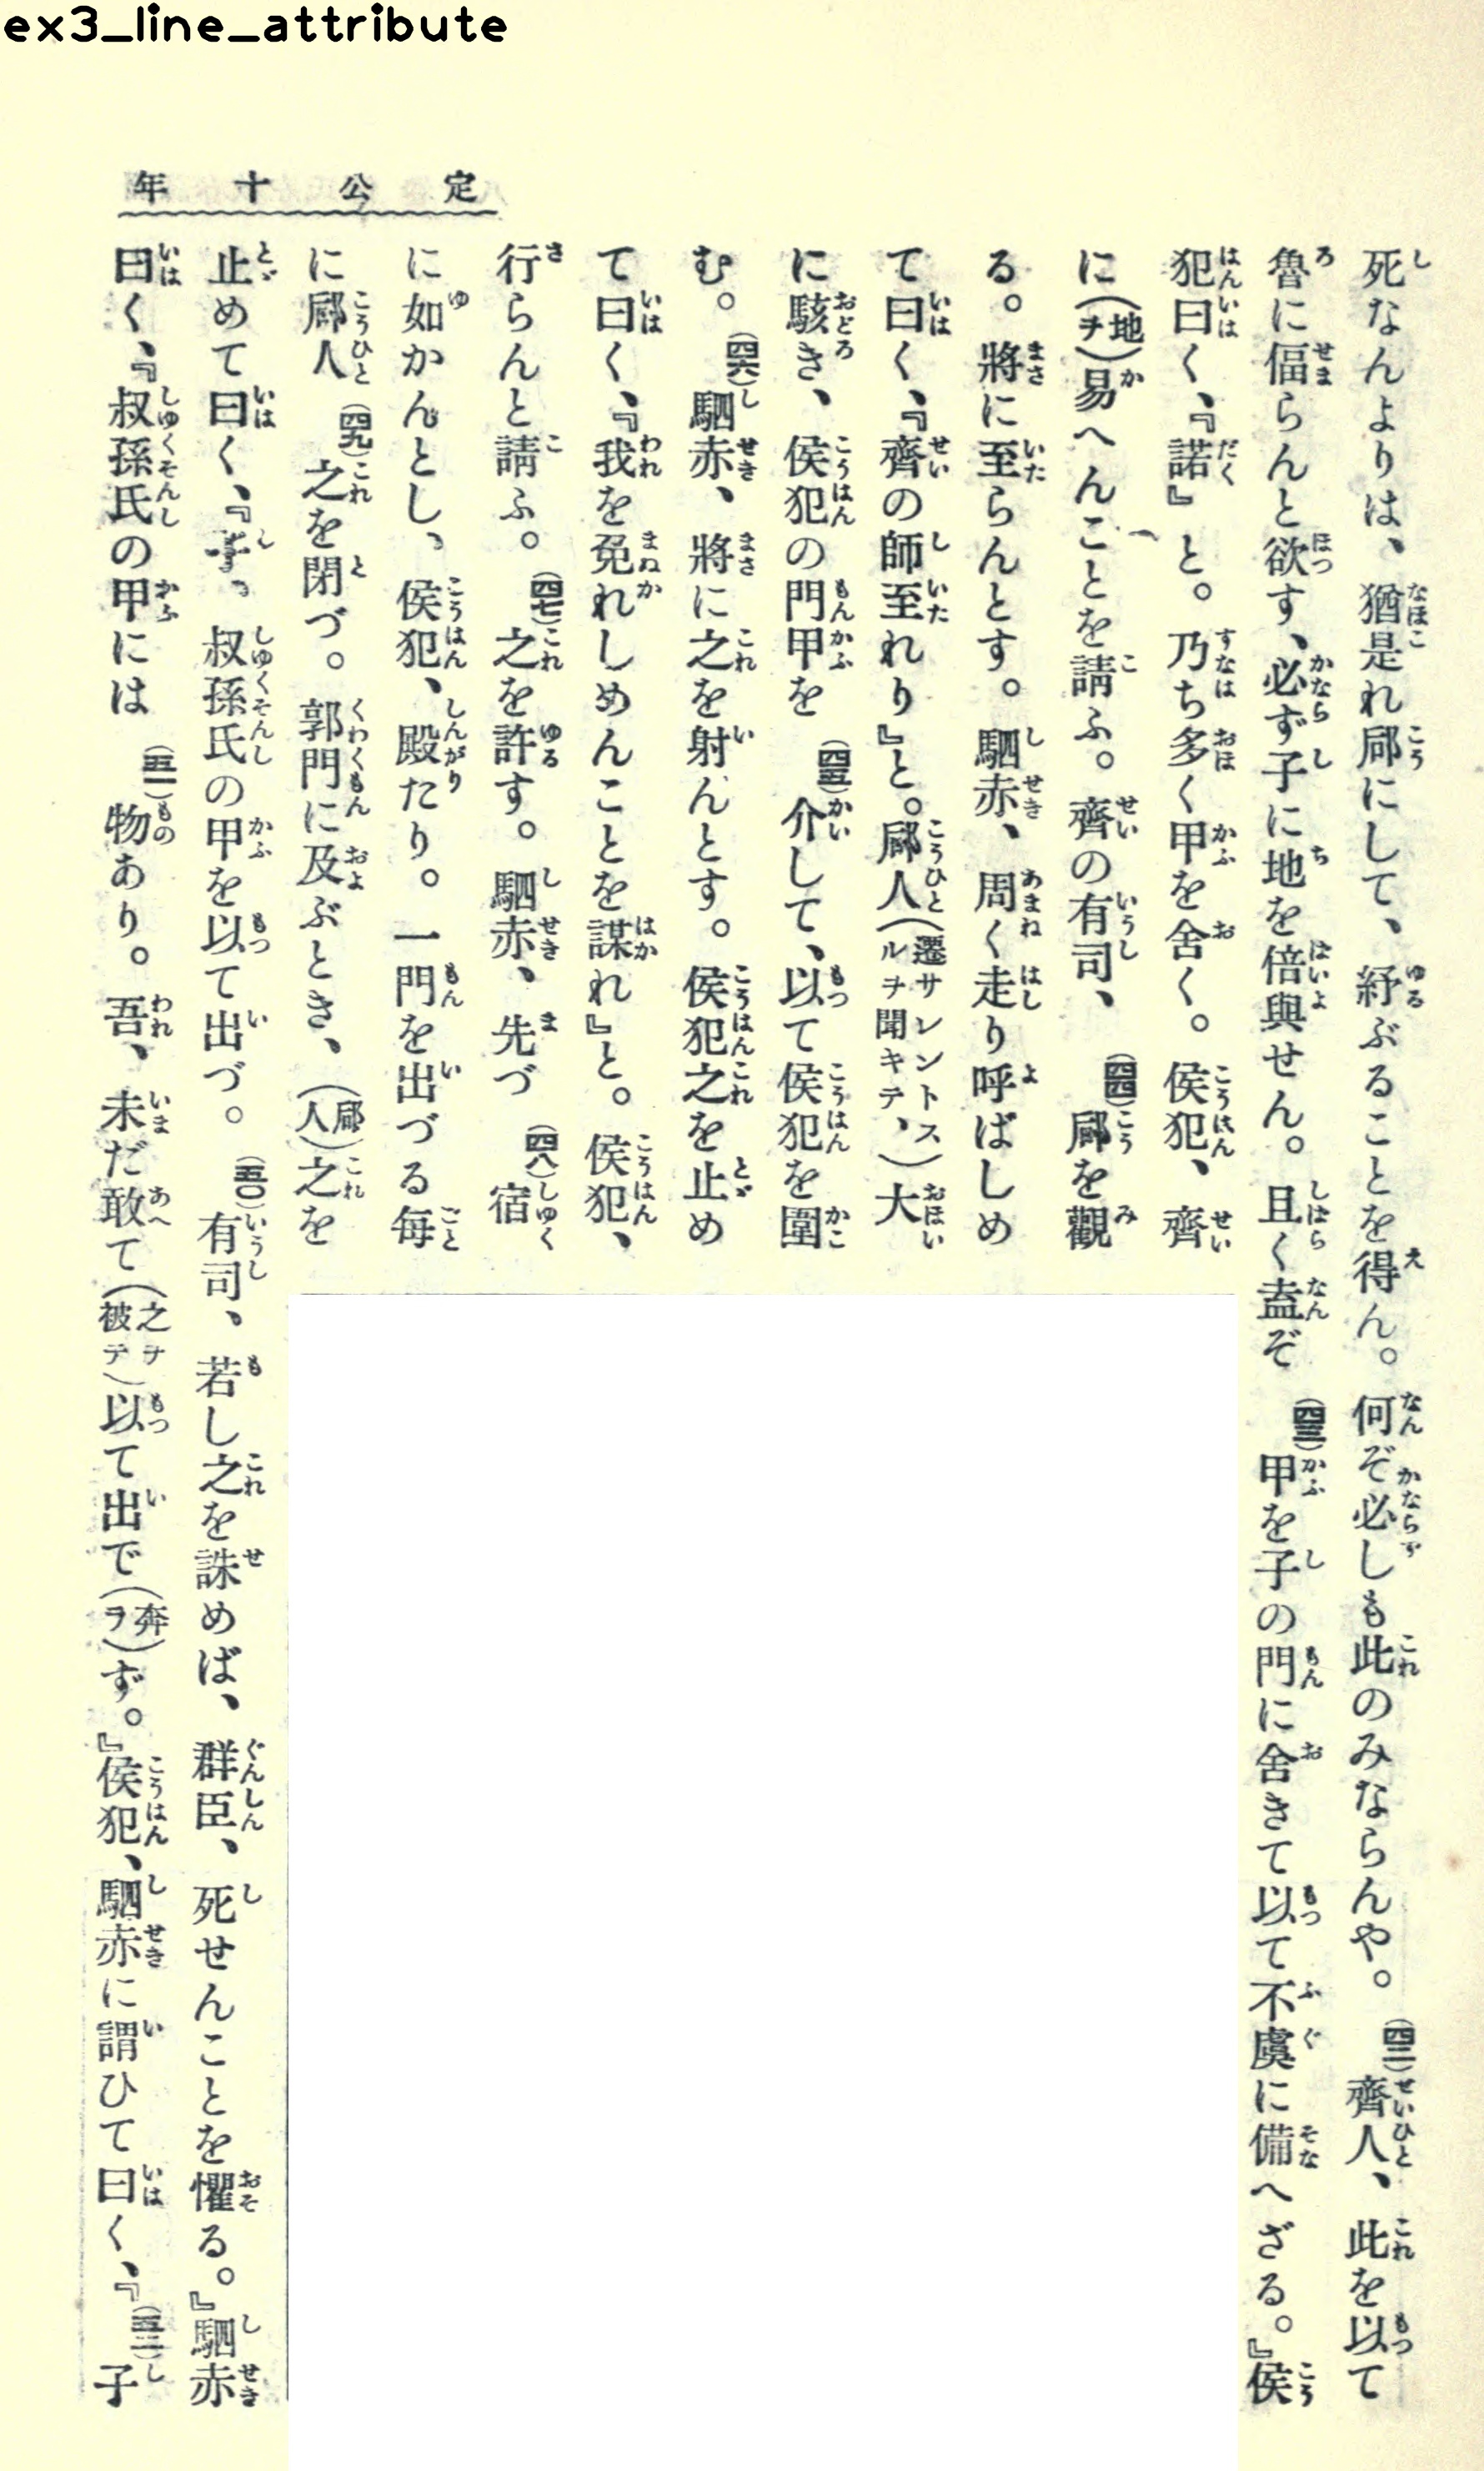 ex3_line_attribute
定公十年
死なんよりは、猶是れ郈にして、紓ぶることを得ん。何ぞ必しも此のみならんや。(四二)齊人、此を以て
魯に偪らんと欲す、必ず子に地を倍與せん。且く盍ぞ(四三)甲を子の門に舍きて以て不虞に備へざる。』侯
犯曰く、『諾』と。乃ち多く甲を舍く。侯犯、齊
に(地ヲ)易へんことを請ふ。齊の有司、(四四)郈を觀
る。將に至らんとす。駟赤、周く走り呼ばしめ
て曰く、『齊の師至れり』と。郈人(遷サレントスルヲ聞キテ、)大
に駭き、侯犯の門甲を(四五)介して、以て侯犯を圍
む。(四六)駟赤、將に之を射んとす。侯犯之を止め
て曰く、『我を免れしめんことを謀れ』と。侯犯、
行らんと請ふ。(四七)之を許す。駟赤、先づ(四八)宿
に如かんとし、侯犯、殿たり。一門を出づる每
に郈人(四九)之を閉づ。郭門に及ぶとき、(郈人)之を
止めて曰く、『子、叔孫氏の甲を以て出づ。(五〇)有司、若し之を誅めば、群臣、死せんことを懼る。』駟赤
曰く、『叔孫氏の甲には(五一)物あり。吾、未だ敢て(之ヲ被テ)以て出で(奔ラ)ず。』侯犯、駟赤に謂ひて曰く、『(五二)子